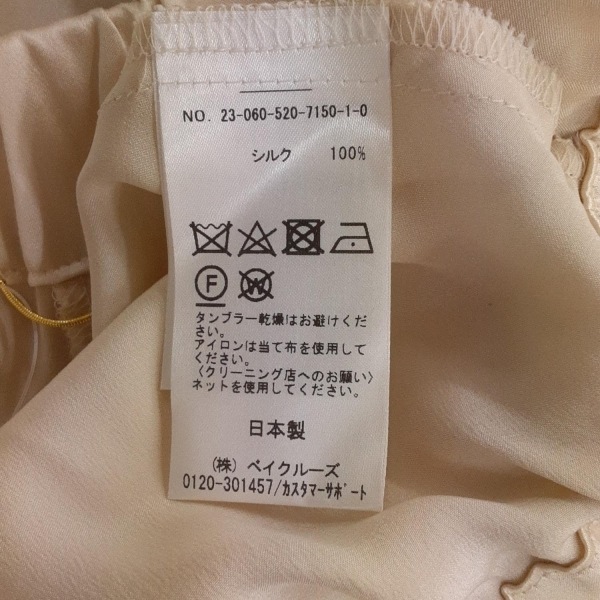 NO. 23-060-520-7150-1-0
シルク 100%
F W
タンブラー乾燥はお避けくだ
さい。
アイロンは当て布を使用して
ください。
〈クリーニング店へのお願い〉
ネットを使用してください。
日本製
(株) ベイクルーズ
0120-301457/カスタマーサポート